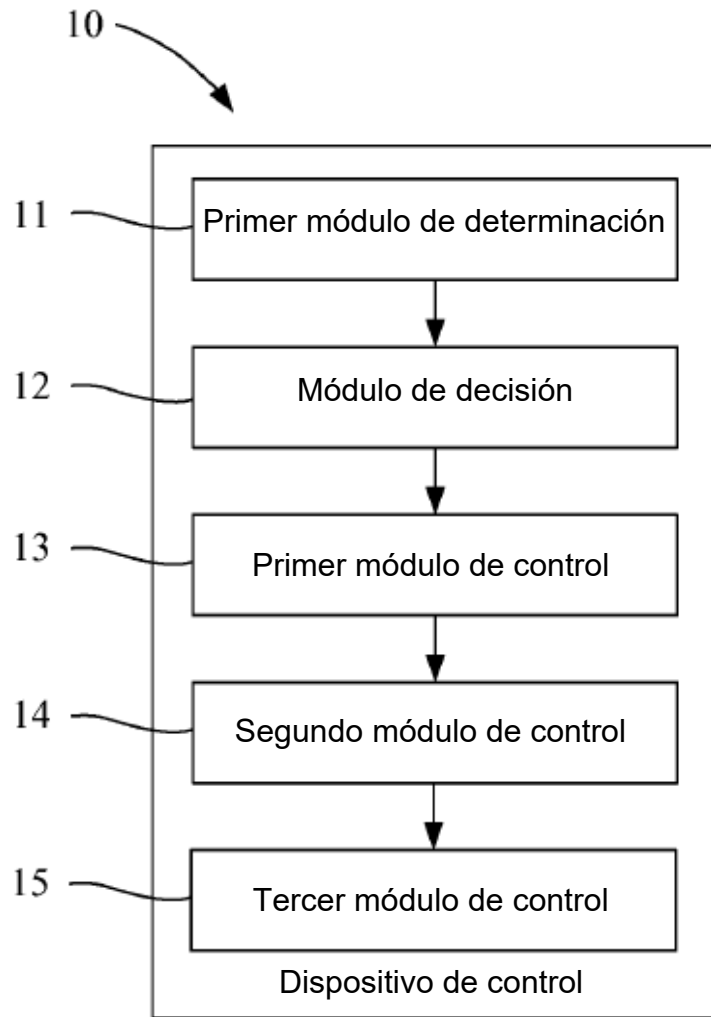 10
11
Primer módulo de determinación
12
Módulo de decisión
13
Primer módulo de control
14
Segundo módulo de control
15
Tercer módulo de control
Dispositivo de control